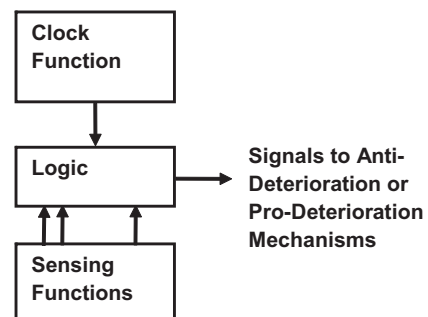 Clock
Function
Logic
Signals to Anti-
Deterioration or
Pro-Deterioration
Mechanisms
Sensing
Functions